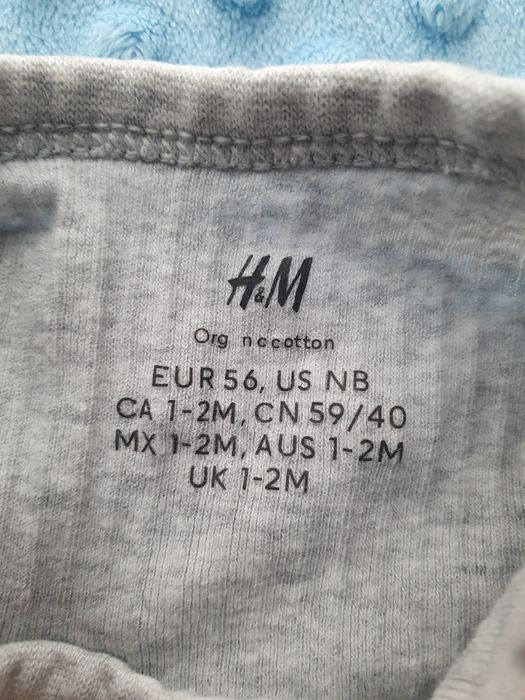 H&M
Org n c cotton
EUR 56, US NB
CA 1-2M, CN 59/40
MX 1-2M, AUS 1-2M
UK 1-2M